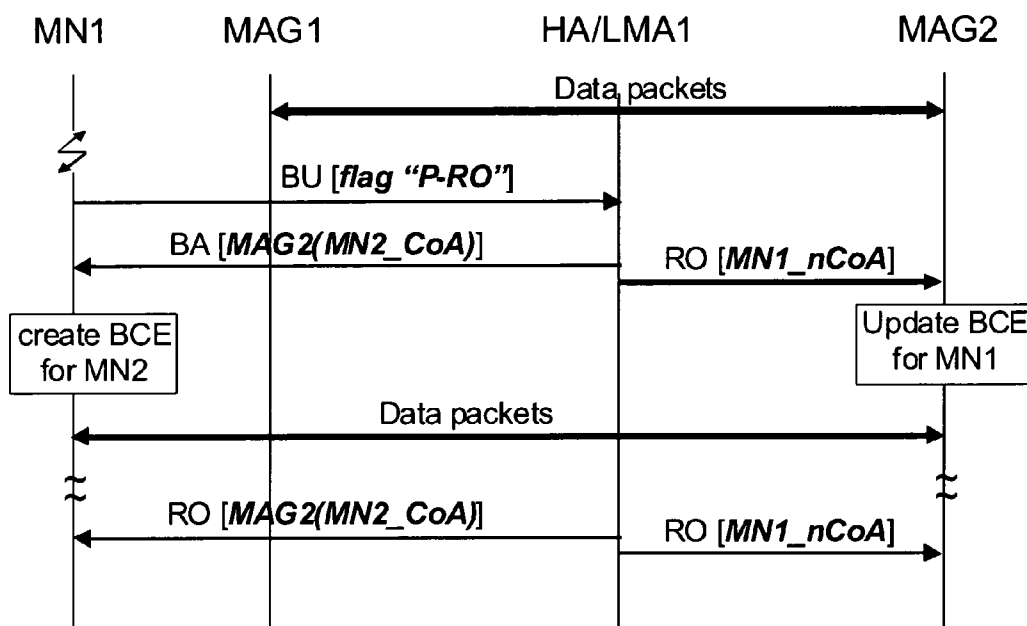 MN1 MAG1 HA/LMA1 MAG2
Data packets
BU [flag “P-RO”]
BA [MAG2(MN2_CoA)]
RO [MN1_nCoA]
create BCE
for MN2
Update BCE
for MN1
Data packets
RO [MAG2(MN2_CoA)]
RO [MN1_nCoA]